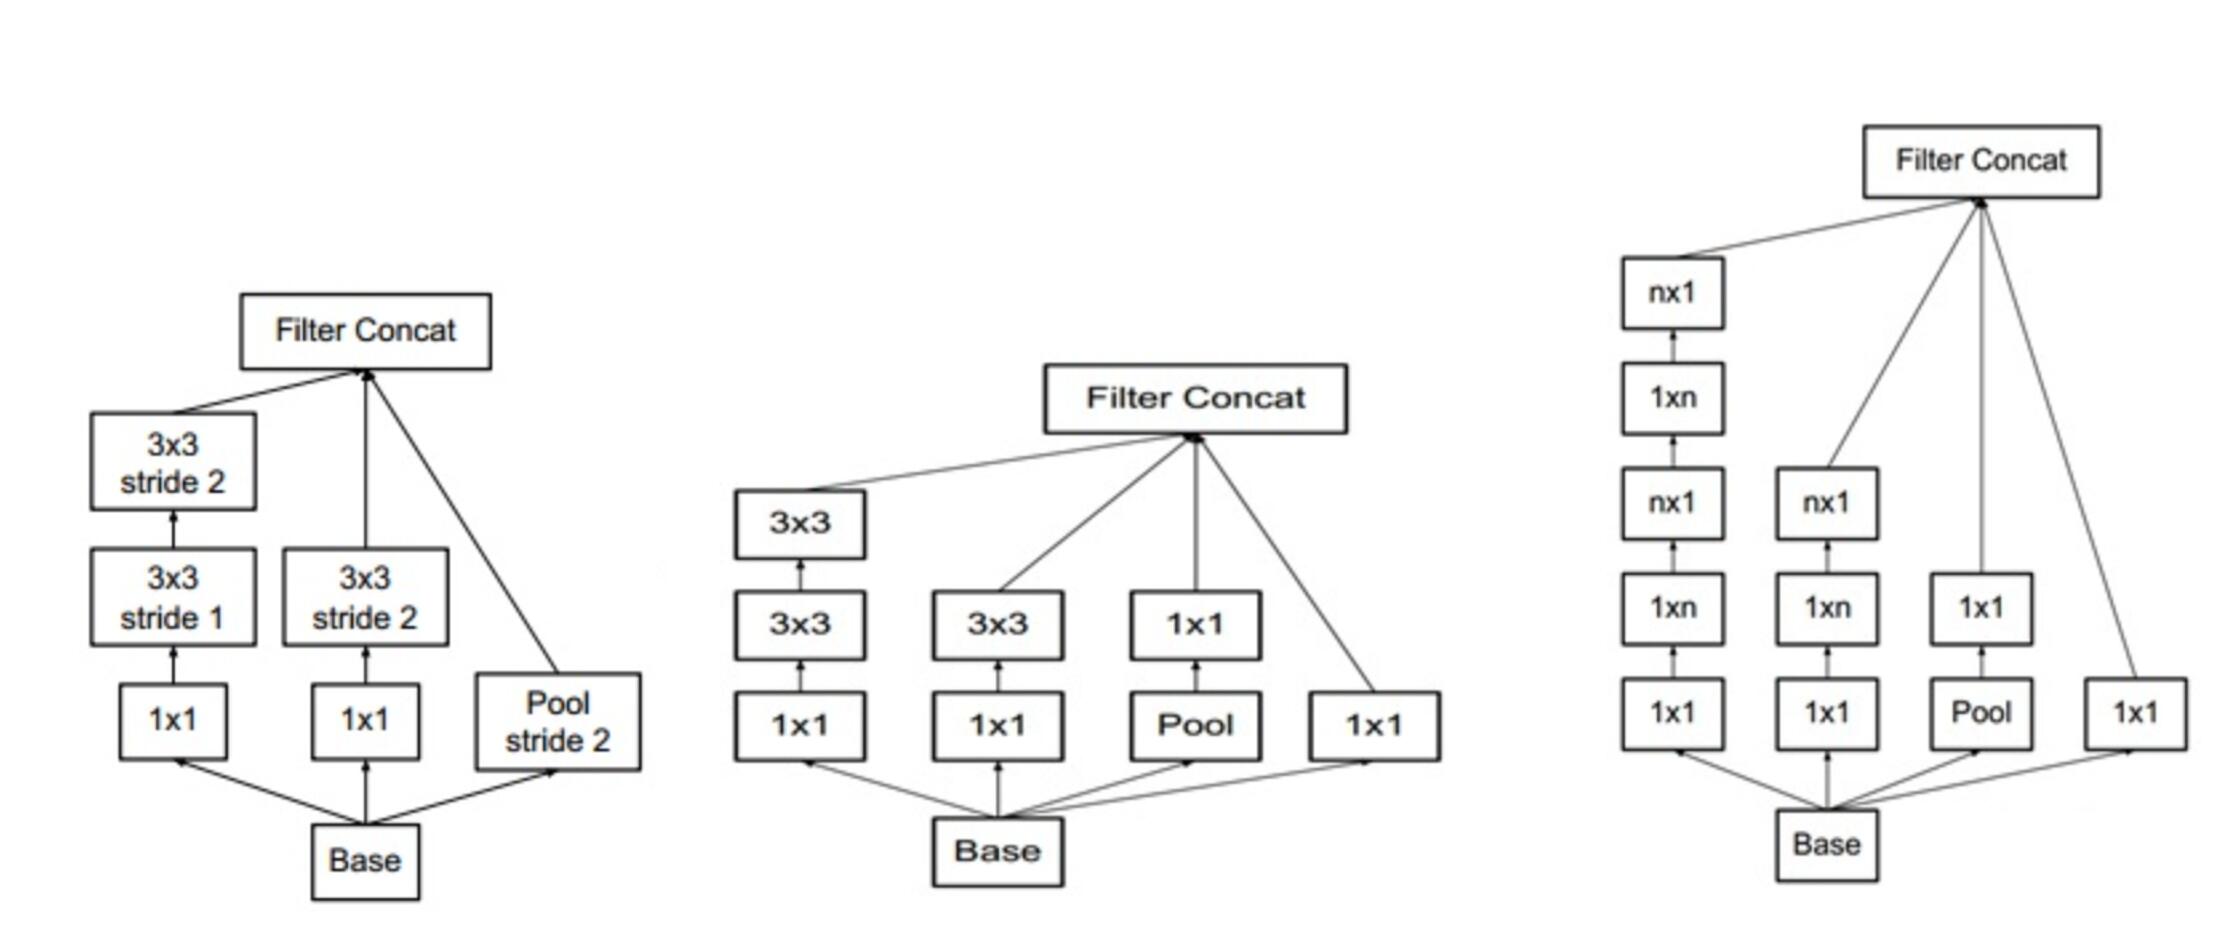 Filter Concat
3x3
stride 2
3x3
stride 1
3x3
stride 2
1x1
1x1
Pool
stride 2
Base
Filter Concat
3x3
3x3
3x3
1x1
1x1
1x1
Pool
1x1
Base
Filter Concat
nx1
1xn
nx1
nx1
1xn
1xn
1x1
1x1
1x1
Pool
1x1
Base